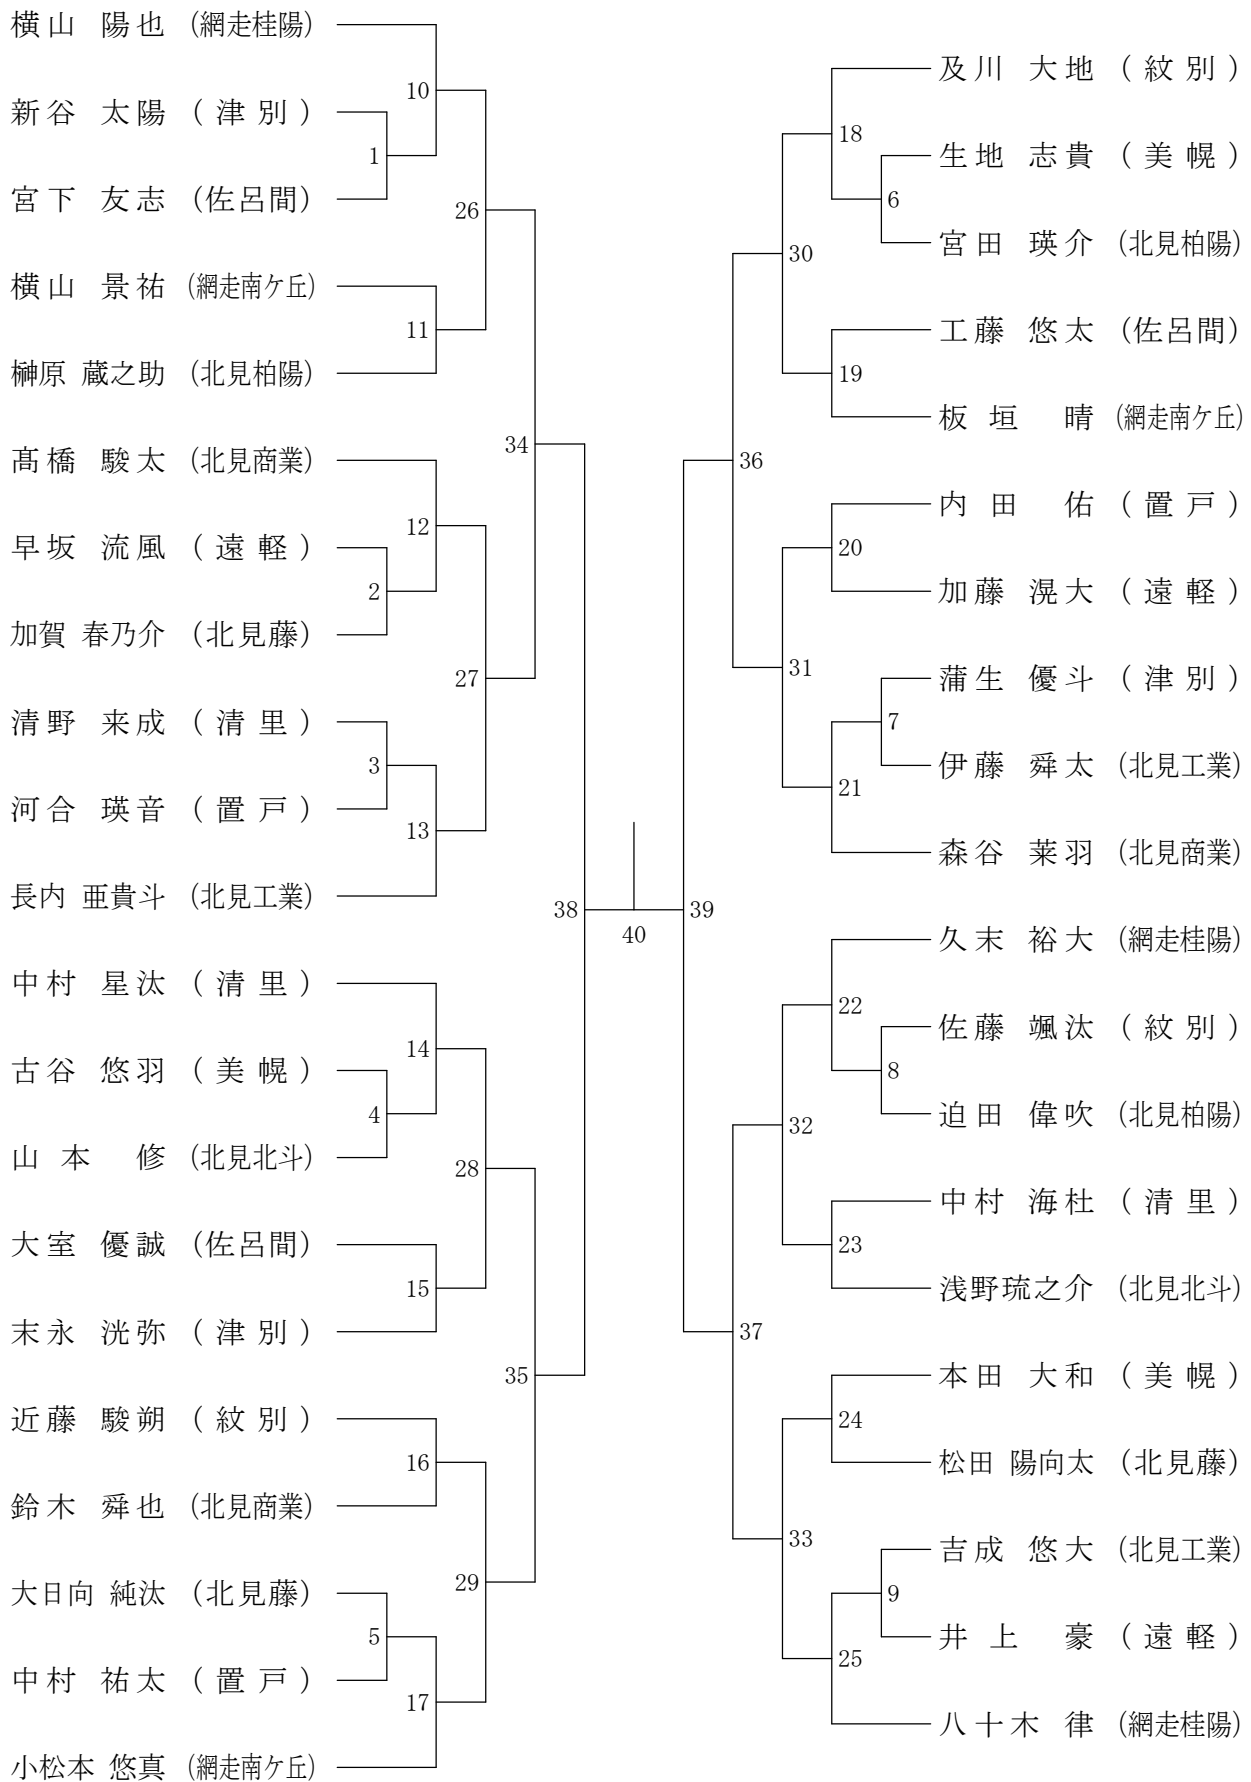 横山 陽也 (網走桂陽)
新谷 太陽 (津別)
宮下 友志 (佐呂間)
横山 景祐 (網走南ケ丘)
榊原 蔵之助 (北見柏陽)
髙橋 駿太 (北見商業)
早坂 流風 (遠軽)
加賀 春乃介 (北見藤)
清野 来成 (清里)
河合 瑛音 (置戸)
長内 亜貴斗 (北見工業)
中村 星汰 (清里)
古谷 悠羽 (美幌)
山本 修 (北見北斗)
大室 優誠 (佐呂間)
末永 洸弥 (津別)
近藤 駿朔 (紋別)
鈴木 舜也 (北見商業)
大日向 純汰 (北見藤)
中村 祐太 (置戸)
小松本 悠真 (網走南ケ丘)
1
2
3
4
5
10
11
12
13
14
15
16
17
26
27
28
29
34
35
38
40
39
36
37
30
31
32
33
18
19
20
21
22
23
24
25
6
7
8
9
及川 大地 (紋別)
生地 志貴 (美幌)
宮田 瑛介 (北見柏陽)
工藤 悠太 (佐呂間)
板垣 晴 (網走南ケ丘)
内田 佑 (置戸)
加藤 滉大 (遠軽)
蒲生 優斗 (津別)
伊藤 舜太 (北見工業)
森谷 莱羽 (北見商業)
久末 裕大 (網走桂陽)
佐藤 颯汰 (紋別)
迫田 偉吹 (北見柏陽)
中村 海杜 (清里)
浅野琉之介 (北見北斗)
本田 大和 (美幌)
松田 陽向太 (北見藤)
吉成 悠大 (北見工業)
井上 豪 (遠軽)
八十木 律 (網走桂陽)